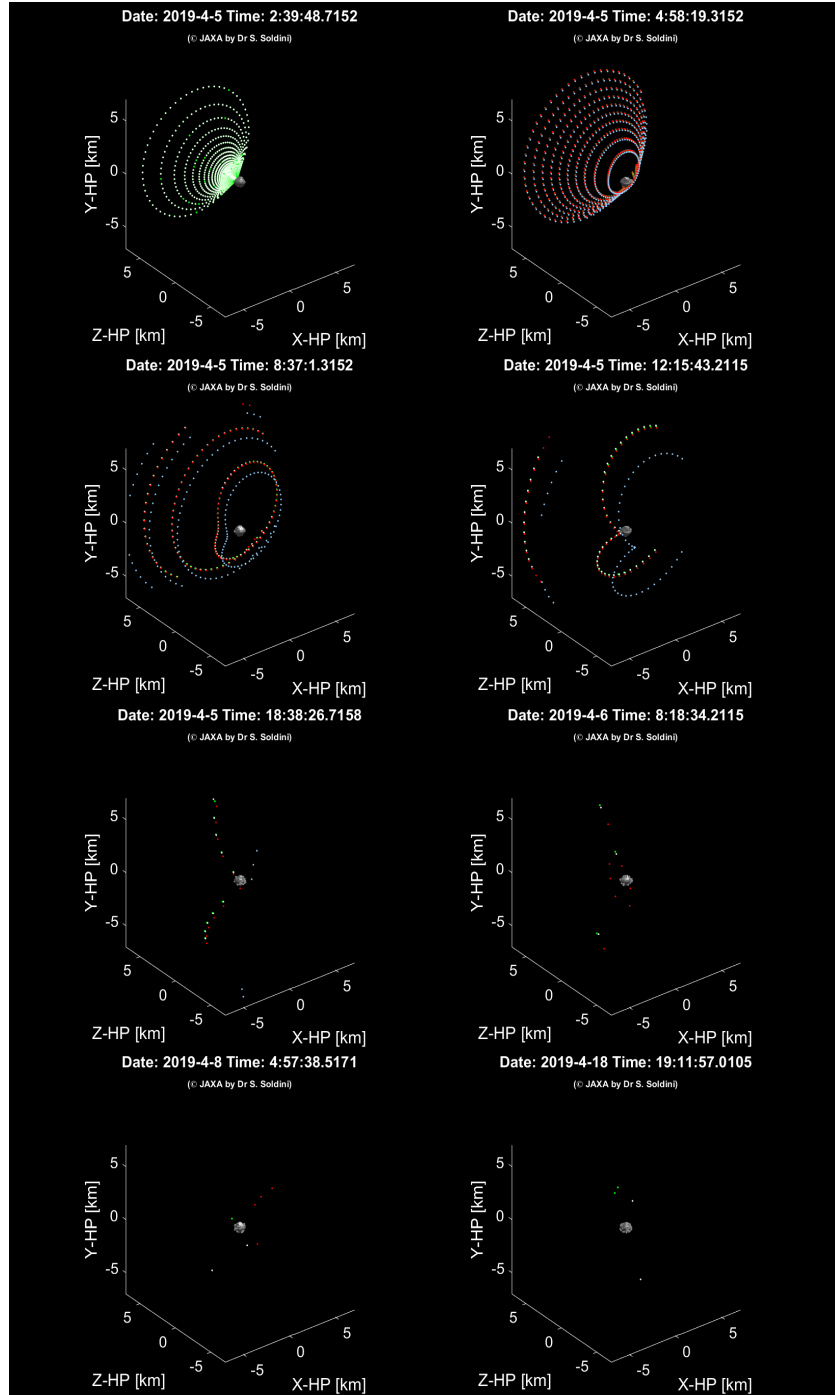 Date: 2019-4-5 Time: 2:39:48.7152
(© JAXA by Dr S. Soldini)
5
0
-5
Y-HP [km]
5
0
-5
Z-HP [km]
-5
0
5
X-HP [km]
Date: 2019-4-5 Time: 4:58:19.3152
(© JAXA by Dr S. Soldini)
5
0
-5
Y-HP [km]
5
0
-5
Z-HP [km]
-5
0
5
X-HP [km]
Date: 2019-4-5 Time: 8:37:1.3152
(© JAXA by Dr S. Soldini)
5
0
-5
Y-HP [km]
5
0
-5
Z-HP [km]
-5
0
5
X-HP [km]
Date: 2019-4-5 Time: 12:15:43.2115
(© JAXA by Dr S. Soldini)
5
0
-5
Y-HP [km]
5
0
-5
Z-HP [km]
-5
0
5
X-HP [km]
Date: 2019-4-5 Time: 18:38:26.7158
(© JAXA by Dr S. Soldini)
5
0
-5
Y-HP [km]
5
0
-5
Z-HP [km]
-5
0
5
X-HP [km]
Date: 2019-4-6 Time: 8:18:34.2115
(© JAXA by Dr S. Soldini)
5
0
-5
Y-HP [km]
5
0
-5
Z-HP [km]
-5
0
5
X-HP [km]
Date: 2019-4-8 Time: 4:57:38.5171
(© JAXA by Dr S. Soldini)
5
0
-5
Y-HP [km]
5
0
-5
Z-HP [km]
-5
0
5
X-HP [km]
Date: 2019-4-18 Time: 19:11:57.0105
(© JAXA by Dr S. Soldini)
5
0
-5
Y-HP [km]
5
0
-5
Z-HP [km]
-5
0
5
X-HP [km]